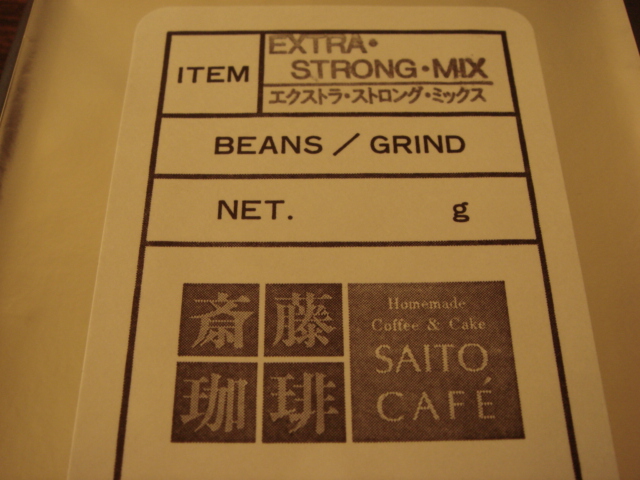 ITEM
EXTRA・
STRONG・MIX
エクストラ・ストロング・ミックス
BEANS / GRIND
NET. g
斎藤
珈琲
Homemade
Coffee & Cake
SAITO
CAFÉ